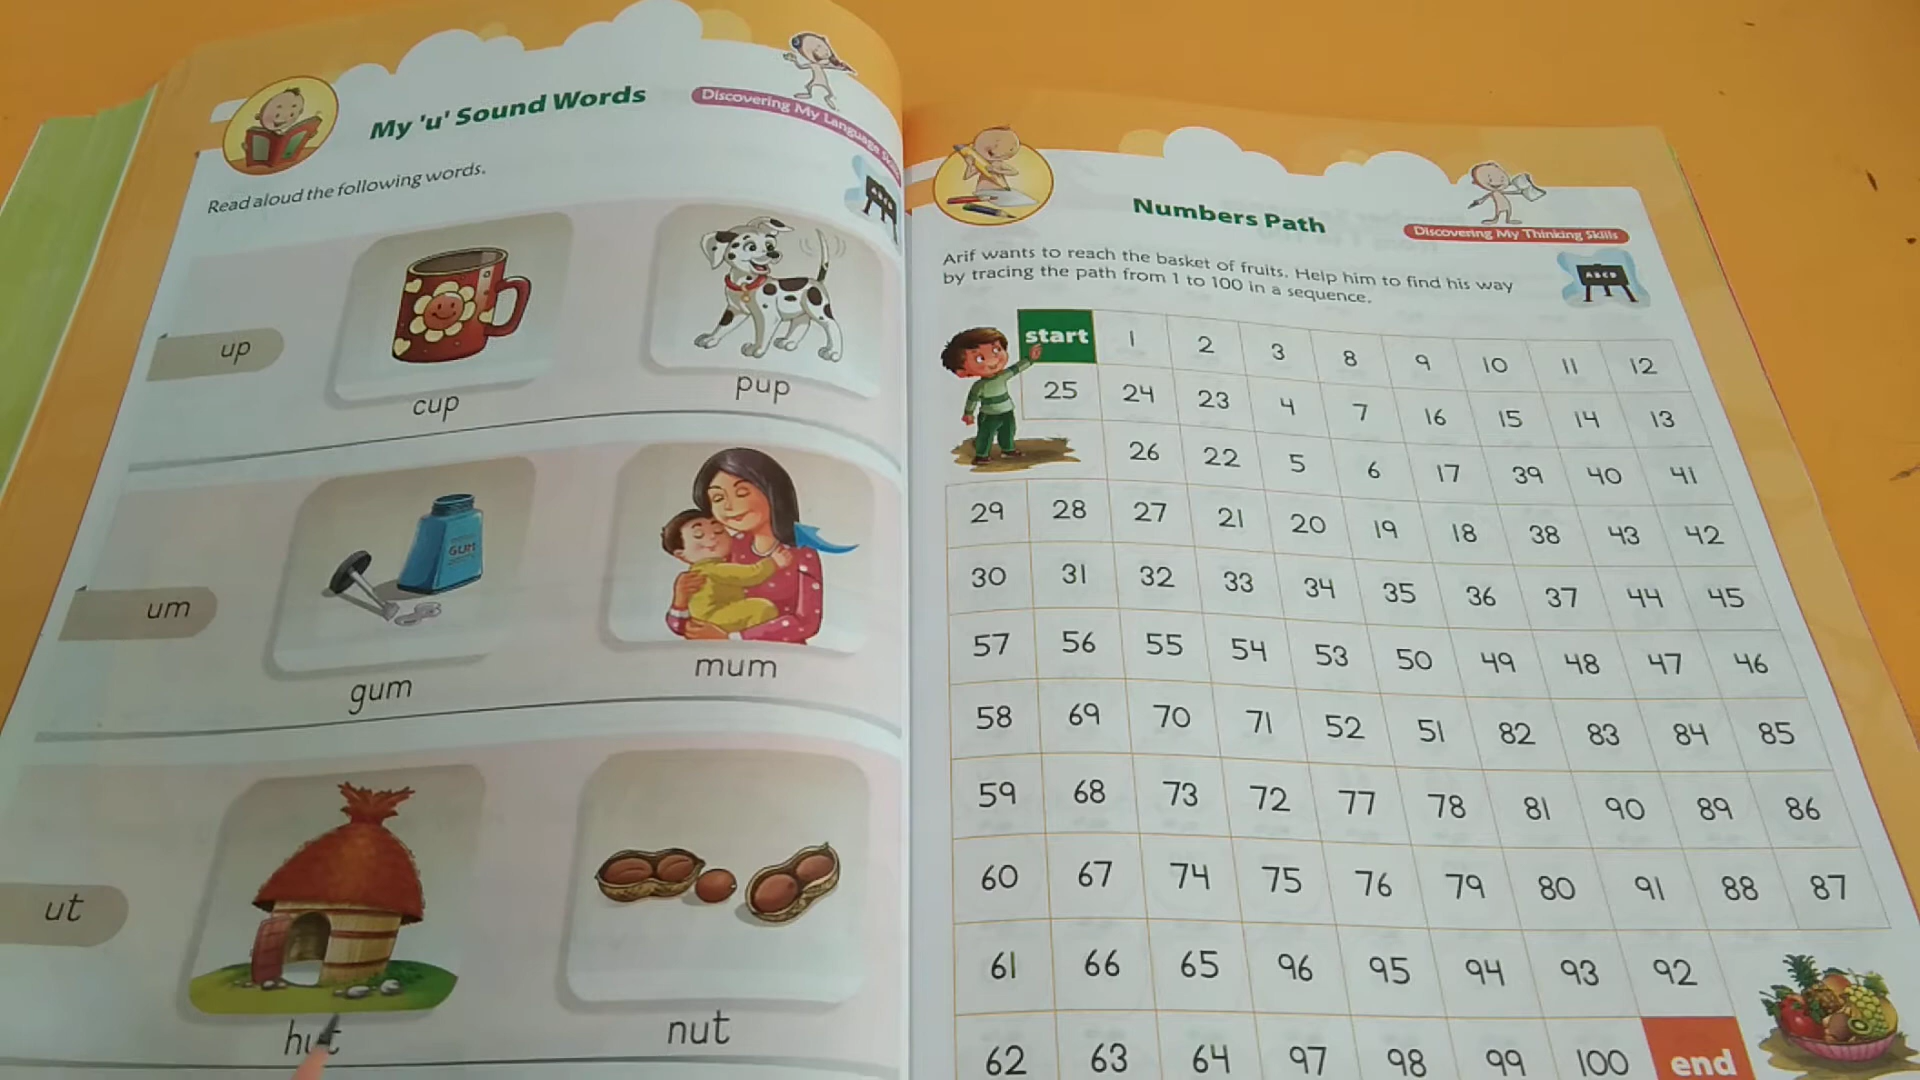 My 'u' Sound Words
Discovering My Language
Read aloud the following words.
up
cup
pup
um
GUM
gum
mum
ut
hut
nut
Numbers Path
Discovering My Thinking Skills
Arif wants to reach the basket of fruits. Help him to find his way
by tracing the path from 1 to 100 in a sequence.
ABCD
start 1 2 3 8 9 10 11 12
25 24 23 4 7 16 15 14 13
26 22 5 6 17 39 40 41
29 28 27 21 20 19 18 38 43 42
30 31 32 33 34 35 36 37 44 45
57 56 55 54 53 50 49 48 47 46
58 69 70 71 52 51 82 83 84 85
59 68 73 72 77 78 81 90 89 86
60 67 74 75 76 79 80 91 88 87
61 66 65 96 95 94 93 92
62 63 64 97 98 99 100 end